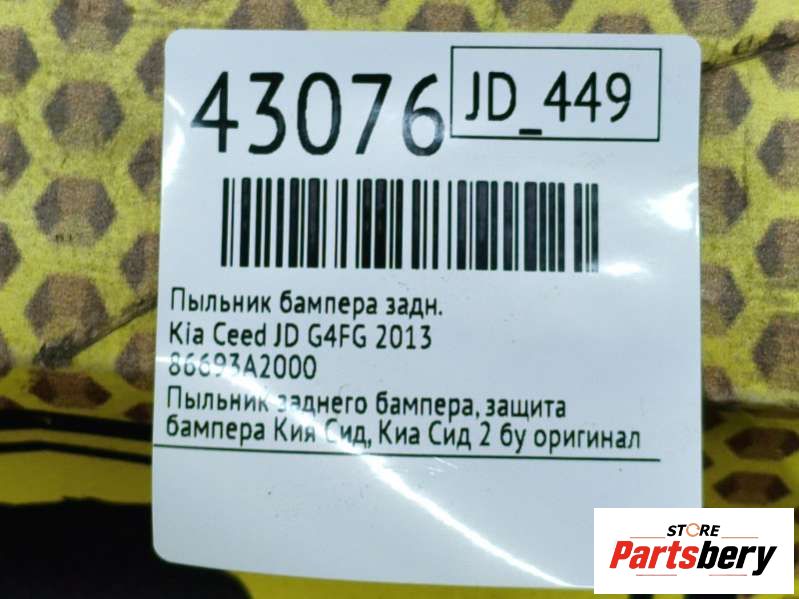 43076
JD_449
Пыльник бампера задн.
Kia Ceed JD G4FG 2013
86693A2000
Пыльник заднего бампера, защита
бампера Кия Сид, Киа Сид 2 бу оригинал
STORE
Partsbery